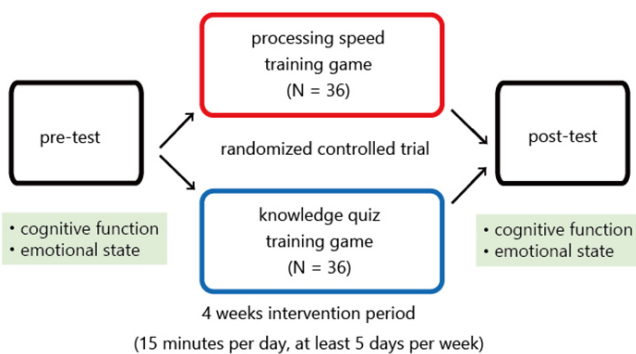 pre-test
• cognitive function
• emotional state
processing speed
training game
(N = 36)
randomized controlled trial
knowledge quiz
training game
(N = 36)
4 weeks intervention period
(15 minutes per day, at least 5 days per week)
post-test
• cognitive function
• emotional state